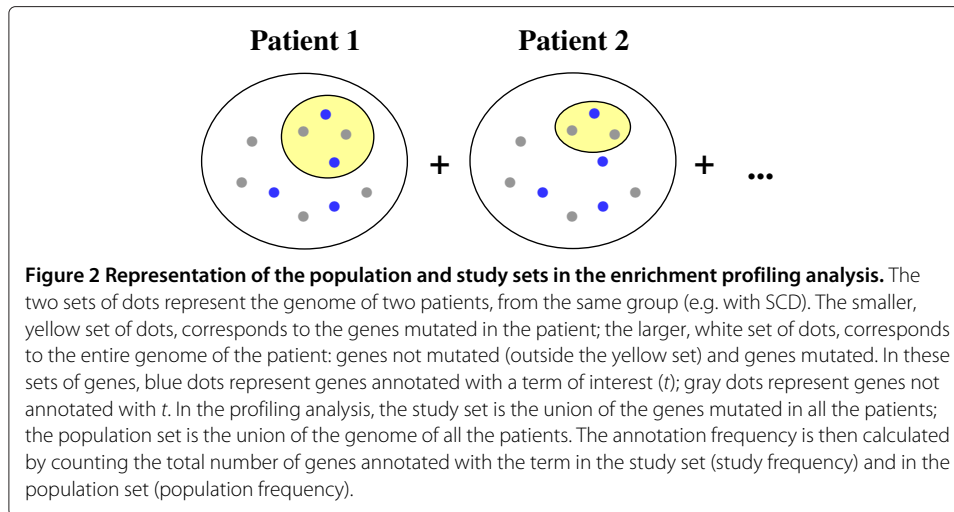 Patient 1 Patient 2
+ + ...
Figure 2 Representation of the population and study sets in the enrichment profiling analysis. The
two sets of dots represent the genome of two patients, from the same group (e.g. with SCD). The smaller,
yellow set of dots, corresponds to the genes mutated in the patient; the larger, white set of dots, corresponds
to the entire genome of the patient: genes not mutated (outside the yellow set) and genes mutated. In these
sets of genes, blue dots represent genes annotated with a term of interest (t); gray dots represent genes not
annotated with t. In the profiling analysis, the study set is the union of the genes mutated in all the patients;
the population set is the union of the genome of all the patients. The annotation frequency is then calculated
by counting the total number of genes annotated with the term in the study set (study frequency) and in the
population set (population frequency).